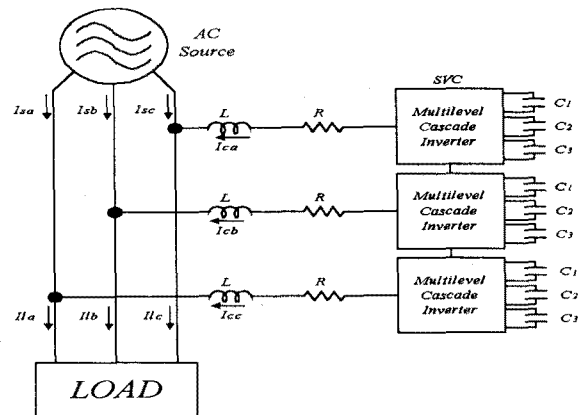 AC
Source
Isa
Isb
Isc
L
R
Ica
SVC
Multilevel
Cascade
Inverter
C1
C2
C3
L
R
Icb
Multilevel
Cascade
Inverter
C1
C2
C3
L
R
Icc
Multilevel
Cascade
Inverter
C1
C2
C3
Ila
Ilb
Ilc
LOAD